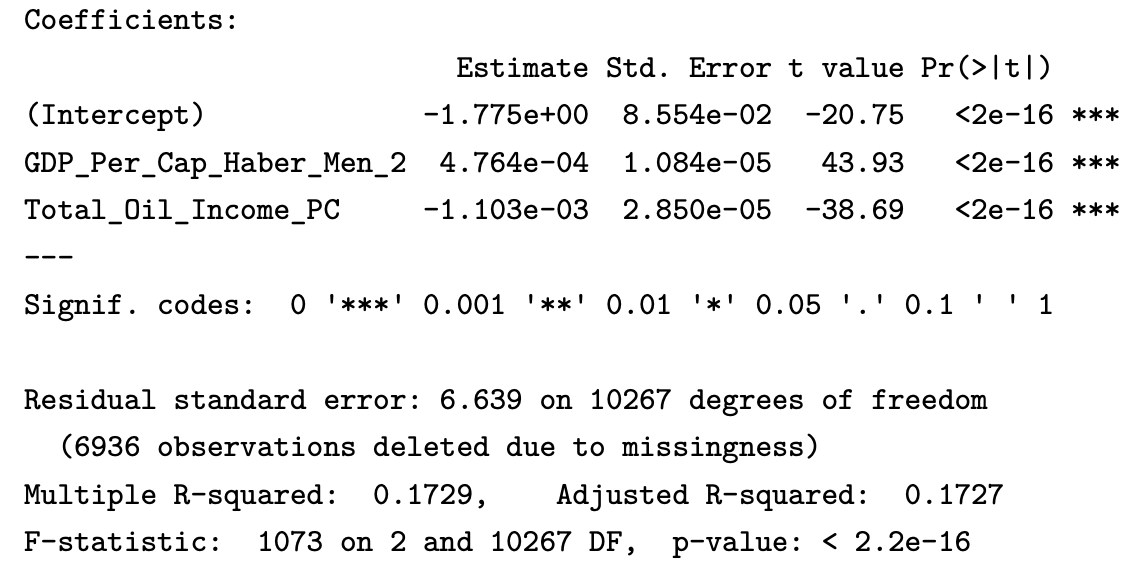 Coefficients:
Estimate Std. Error t value Pr(>|t|)
(Intercept) -1.775e+00 8.554e-02 -20.75 <2e-16 ***
GDP_Per_Cap_Haber_Men_2 4.764e-04 1.084e-05 43.93 <2e-16 ***
Total_Oil_Income_PC -1.103e-03 2.850e-05 -38.69 <2e-16 ***
---
Signif. codes: 0 '***' 0.001 '**' 0.01 '*' 0.05 '.' 0.1 ' ' 1
Residual standard error: 6.639 on 10267 degrees of freedom
(6936 observations deleted due to missingness)
Multiple R-squared: 0.1729, Adjusted R-squared: 0.1727
F-statistic: 1073 on 2 and 10267 DF, p-value: < 2.2e-16